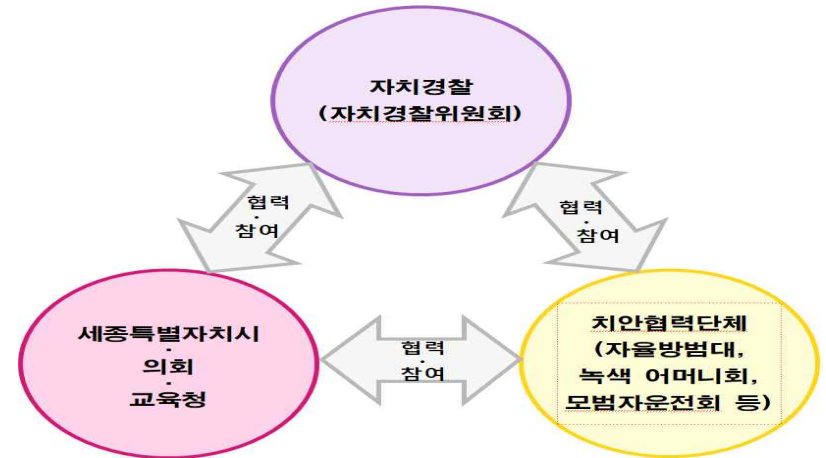 자치경찰
(자치경찰위원회)
협력
·
참여
협력
·
참여
세종특별자치시
·
의회
·
교육청
협력
·
참여
치안협력단체
(자율방범대,
녹색 어머니회,
모범자운전회 등)